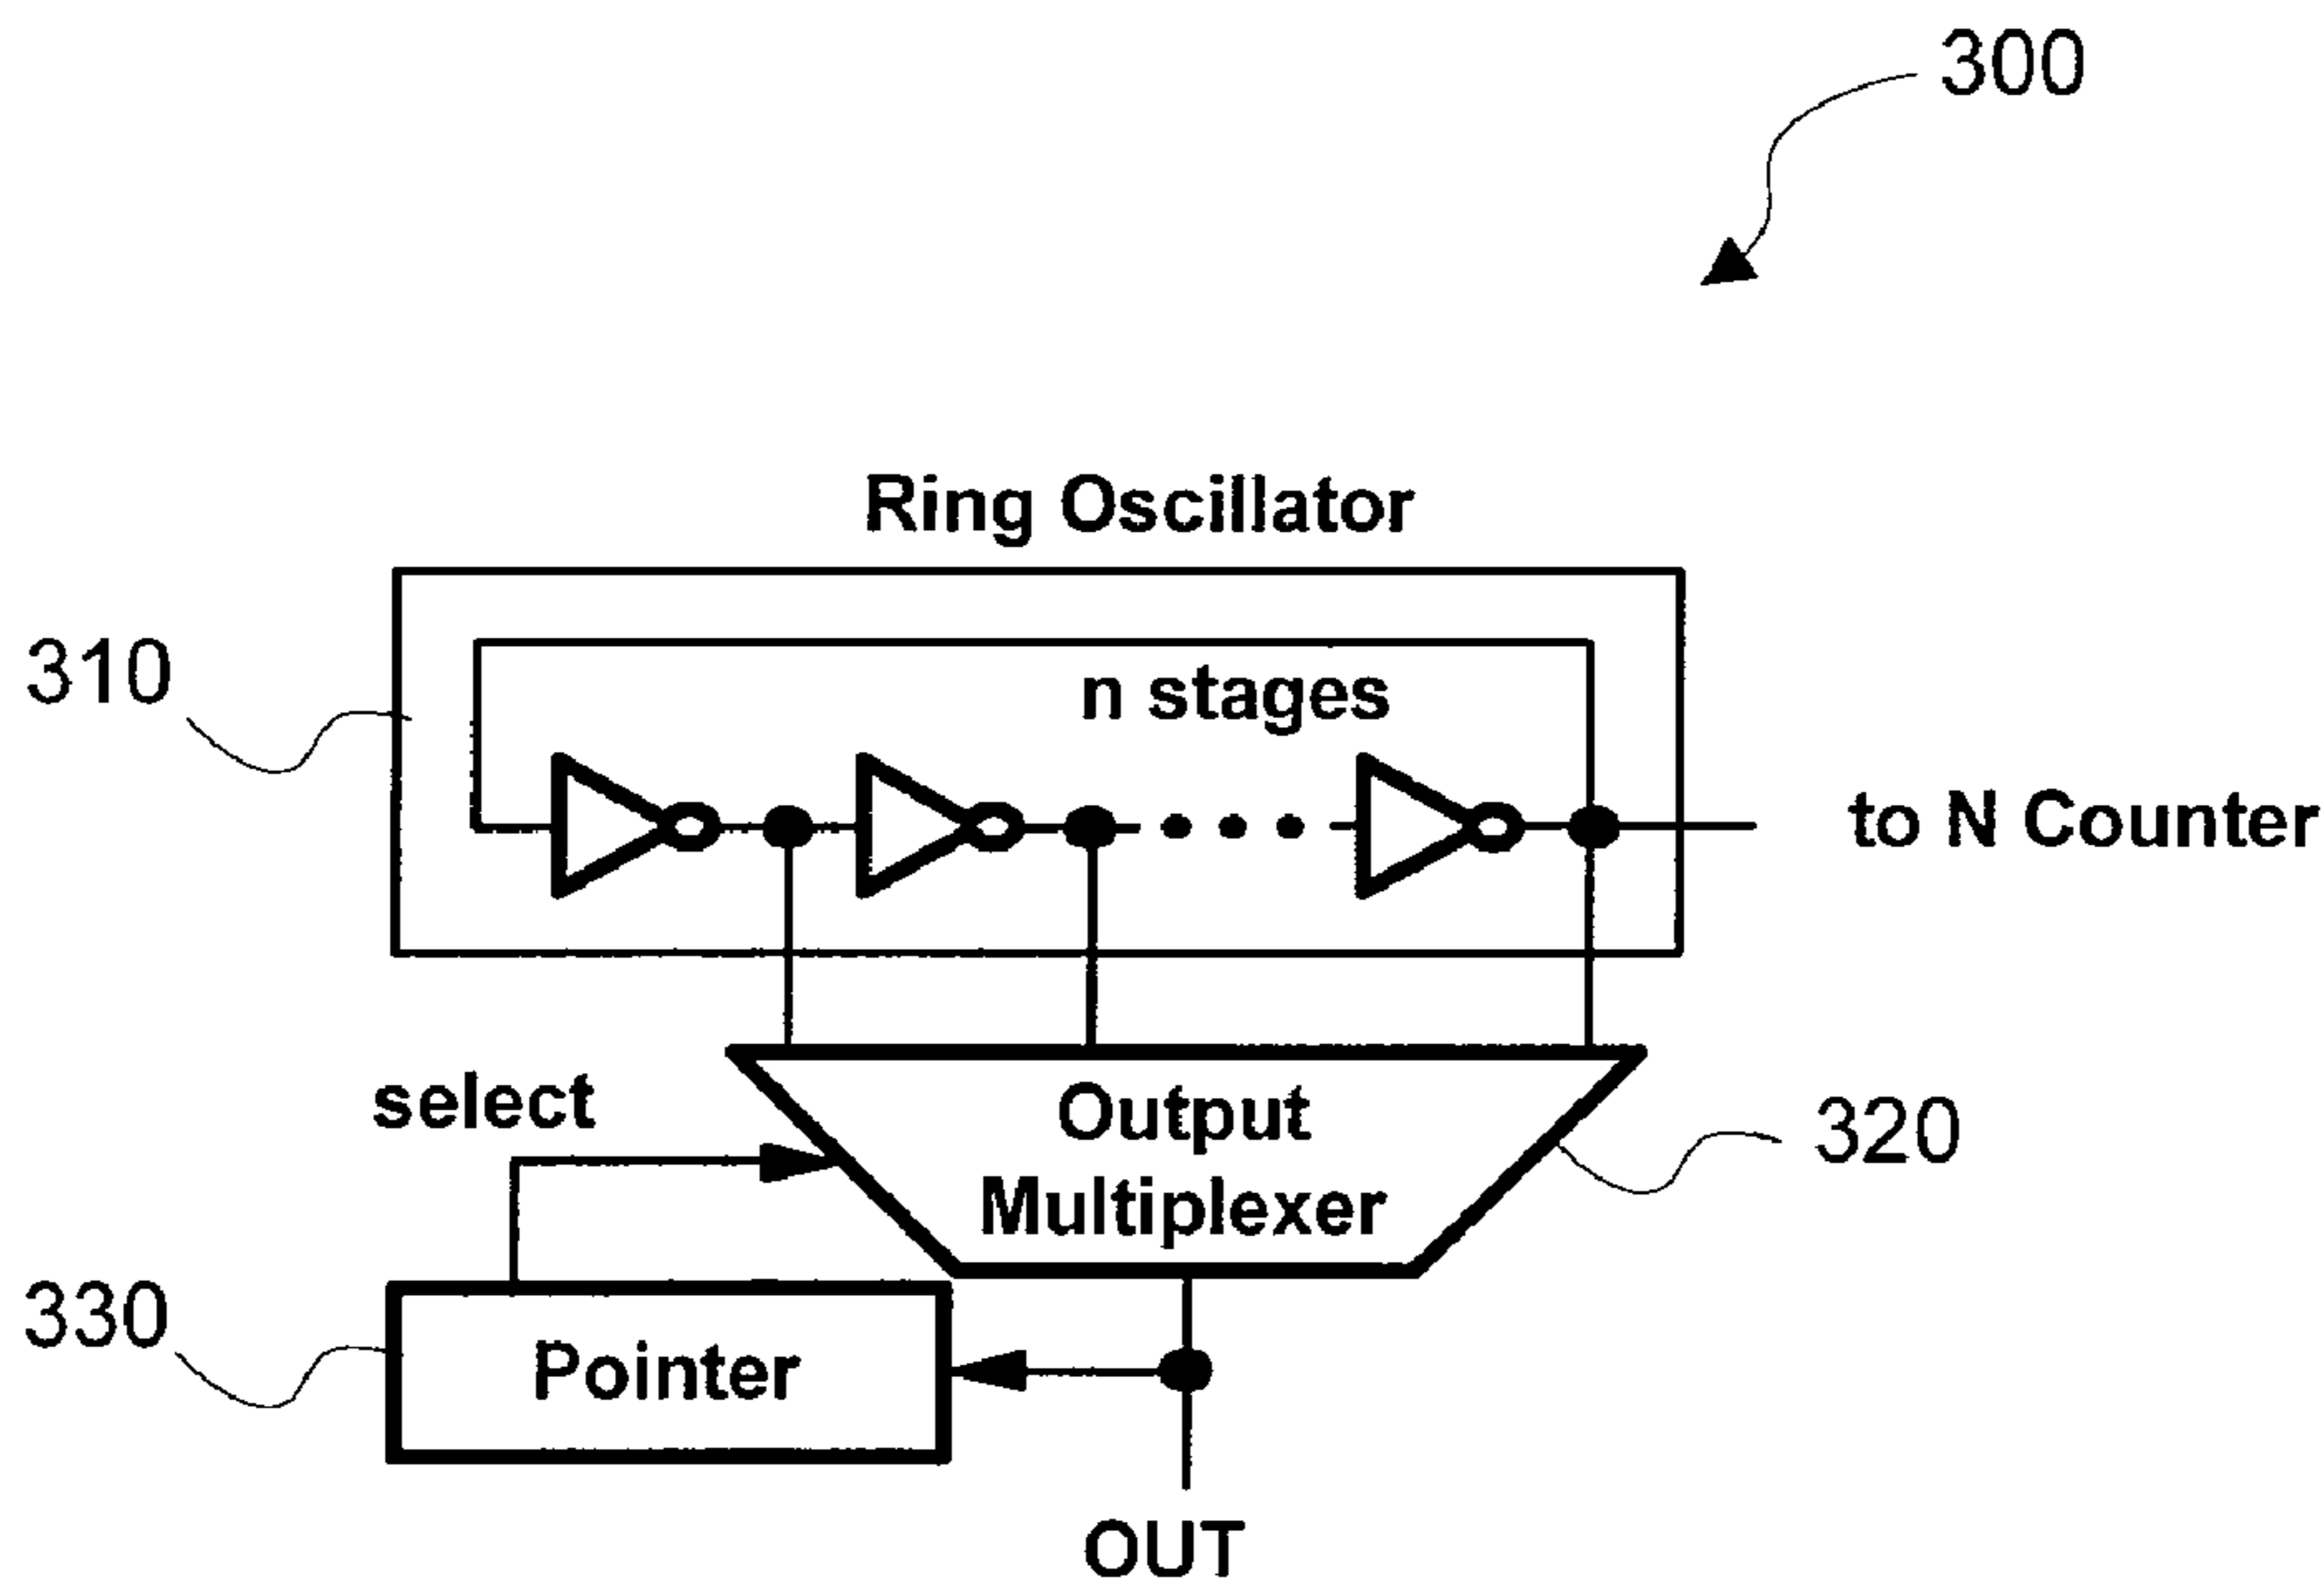 300
Ring Oscillator
310
n stages
to N Counter
select
Output
Multiplexer
320
330
Pointer
OUT